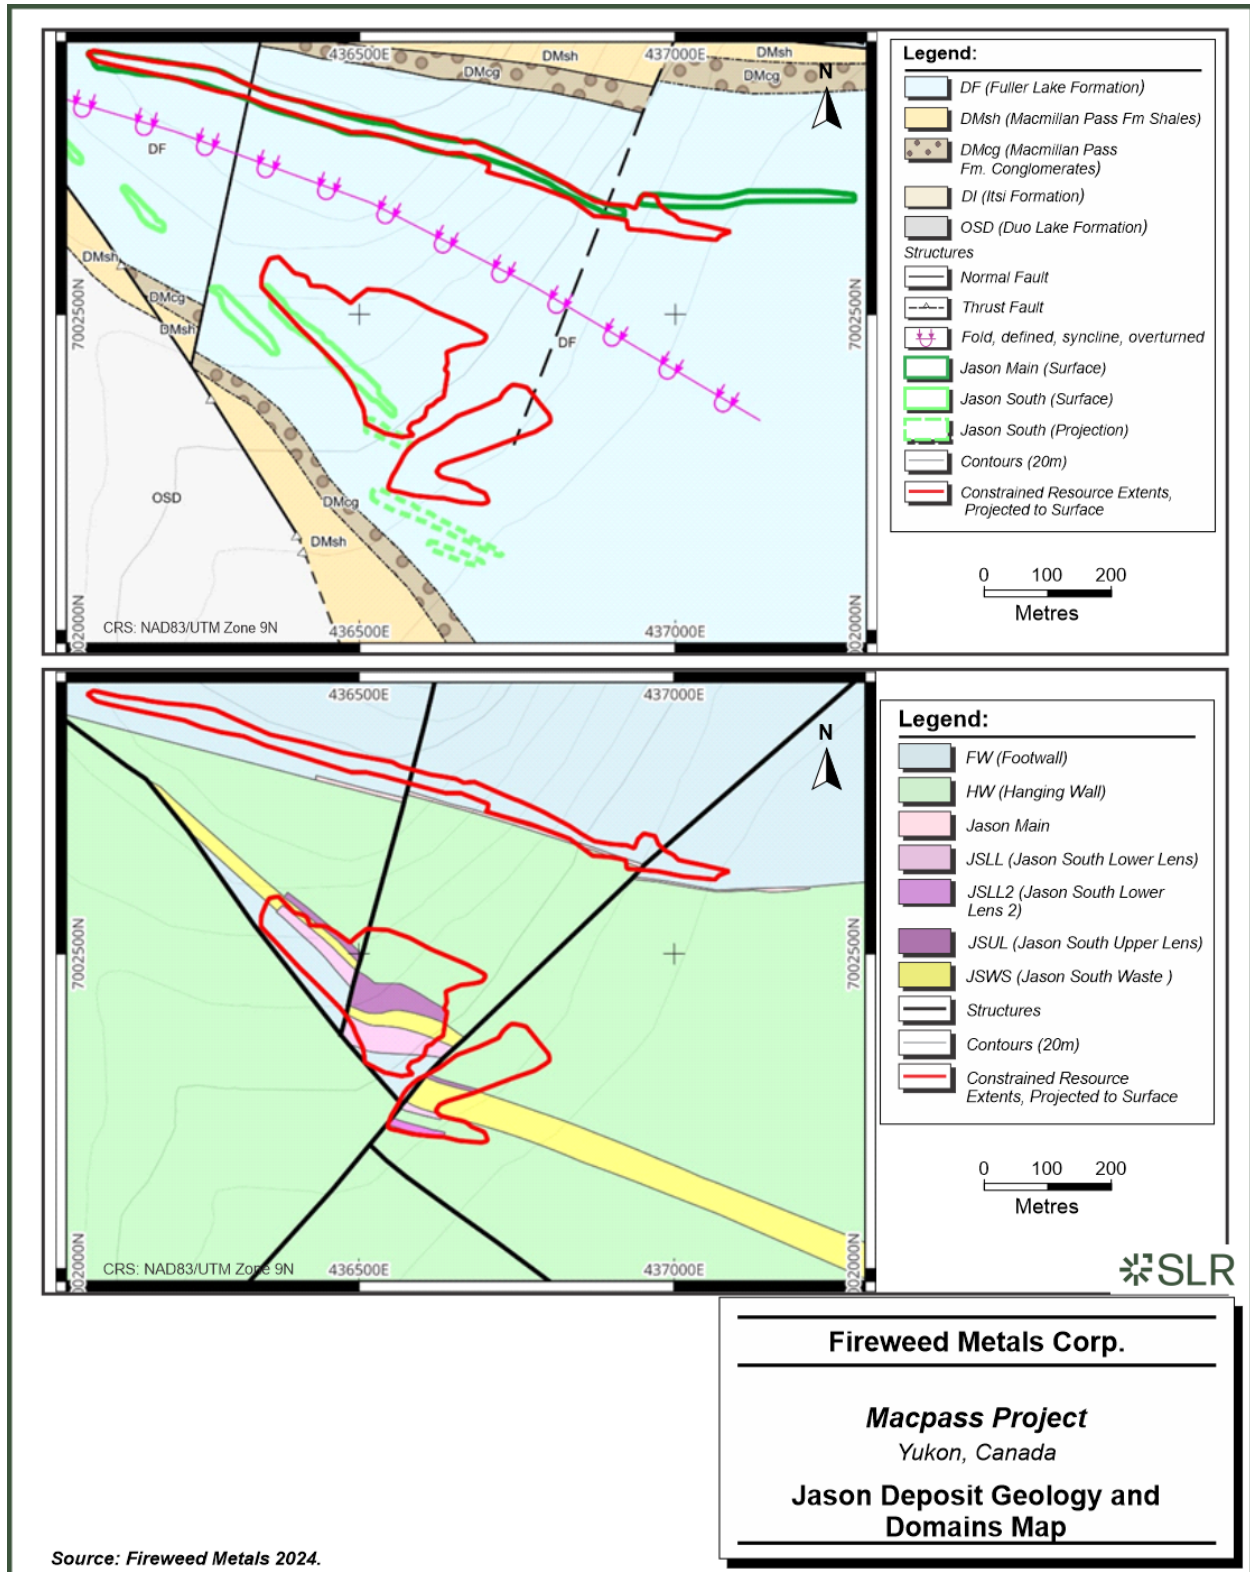 436500E
437000E
DMsh
DMsh
DMcg
DMcg
N
DF
DMsh
DMcg
DMsh
7002500N
7002500N
DF
OSD
DMcg
DMsh
CRS: NAD83/UTM Zone 9N
436500E
437000E
002000N
002000N
Legend:
DF (Fuller Lake Formation)
DMsh (Macmillan Pass Fm Shales)
DMcg (Macmillan Pass
Fm. Conglomerates)
DI (Itsi Formation)
OSD (Duo Lake Formation)
Structures
Normal Fault
Thrust Fault
Fold, defined, syncline, overturned
Jason Main (Surface)
Jason South (Surface)
Jason South (Projection)
Contours (20m)
Constrained Resource Extents,
Projected to Surface
0 100 200
Metres
436500E
437000E
N
7002500N
7002500N
CRS: NAD83/UTM Zone 9N
436500E
437000E
002000N
002000N
Legend:
FW (Footwall)
HW (Hanging Wall)
Jason Main
JSLL (Jason South Lower Lens)
JSLL2 (Jason South Lower
Lens 2)
JSUL (Jason South Upper Lens)
JSWS (Jason South Waste )
Structures
Contours (20m)
Constrained Resource
Extents, Projected to Surface
0 100 200
Metres
SLR
Fireweed Metals Corp.
Macpass Project
Yukon, Canada
Jason Deposit Geology and
Domains Map
Source: Fireweed Metals 2024.